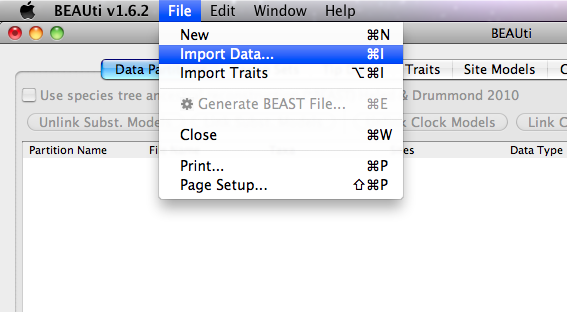 BEAUti v1.6.2 File Edit Window Help
BEAUti
New ⌘N
Import Data... ⌘I
Import Traits ⌥⌘I
Generate BEAST File... ⌘E
Close ⌘W
Print... ⌘P
Page Setup... ⇧⌘P
Data Pa Traits Site Models C
Use species tree an & Drummond 2010
Unlink Subst. Mode k Clock Models Link C
Partition Name Fi es Data Type